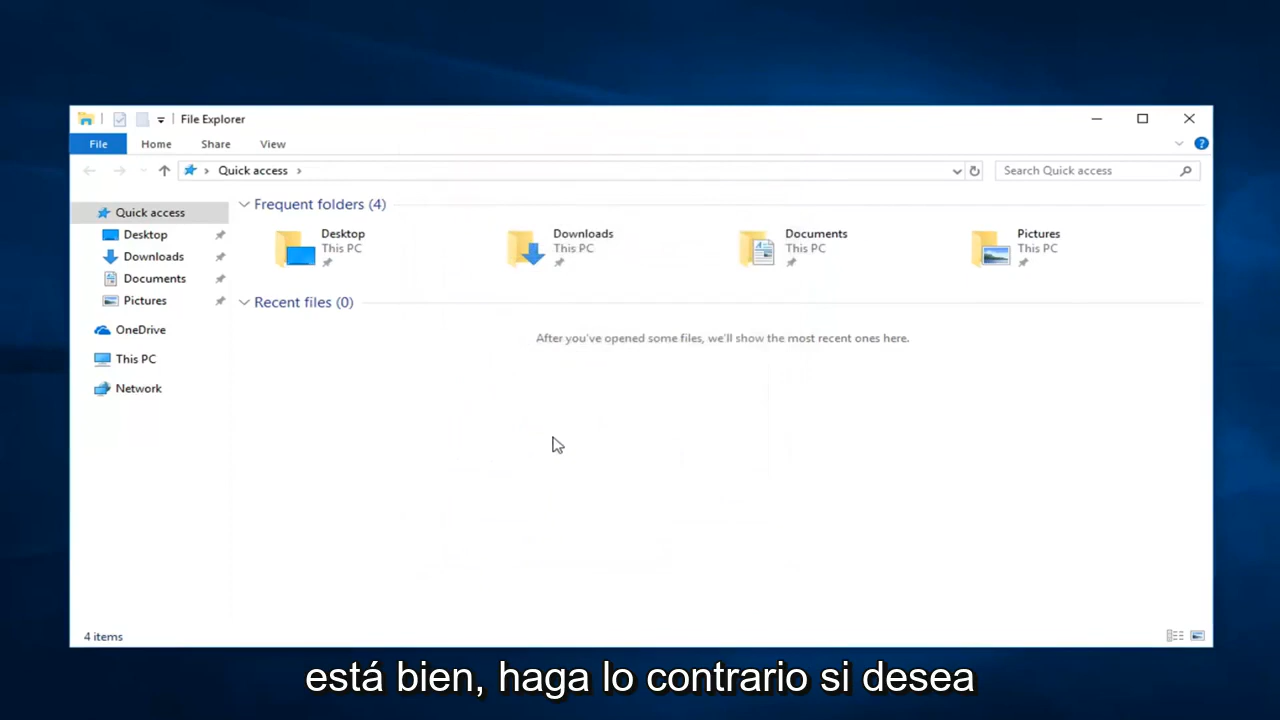 File Explorer
File Home Share View
Quick access
Search Quick access
Quick access
Desktop
Downloads
Documents
Pictures
OneDrive
This PC
Network
Frequent folders (4)
Desktop
This PC
Downloads
This PC
Documents
This PC
Pictures
This PC
Recent files (0)
After you've opened some files, we'll show the most recent ones here.
4 items
está bien, haga lo contrario si desea